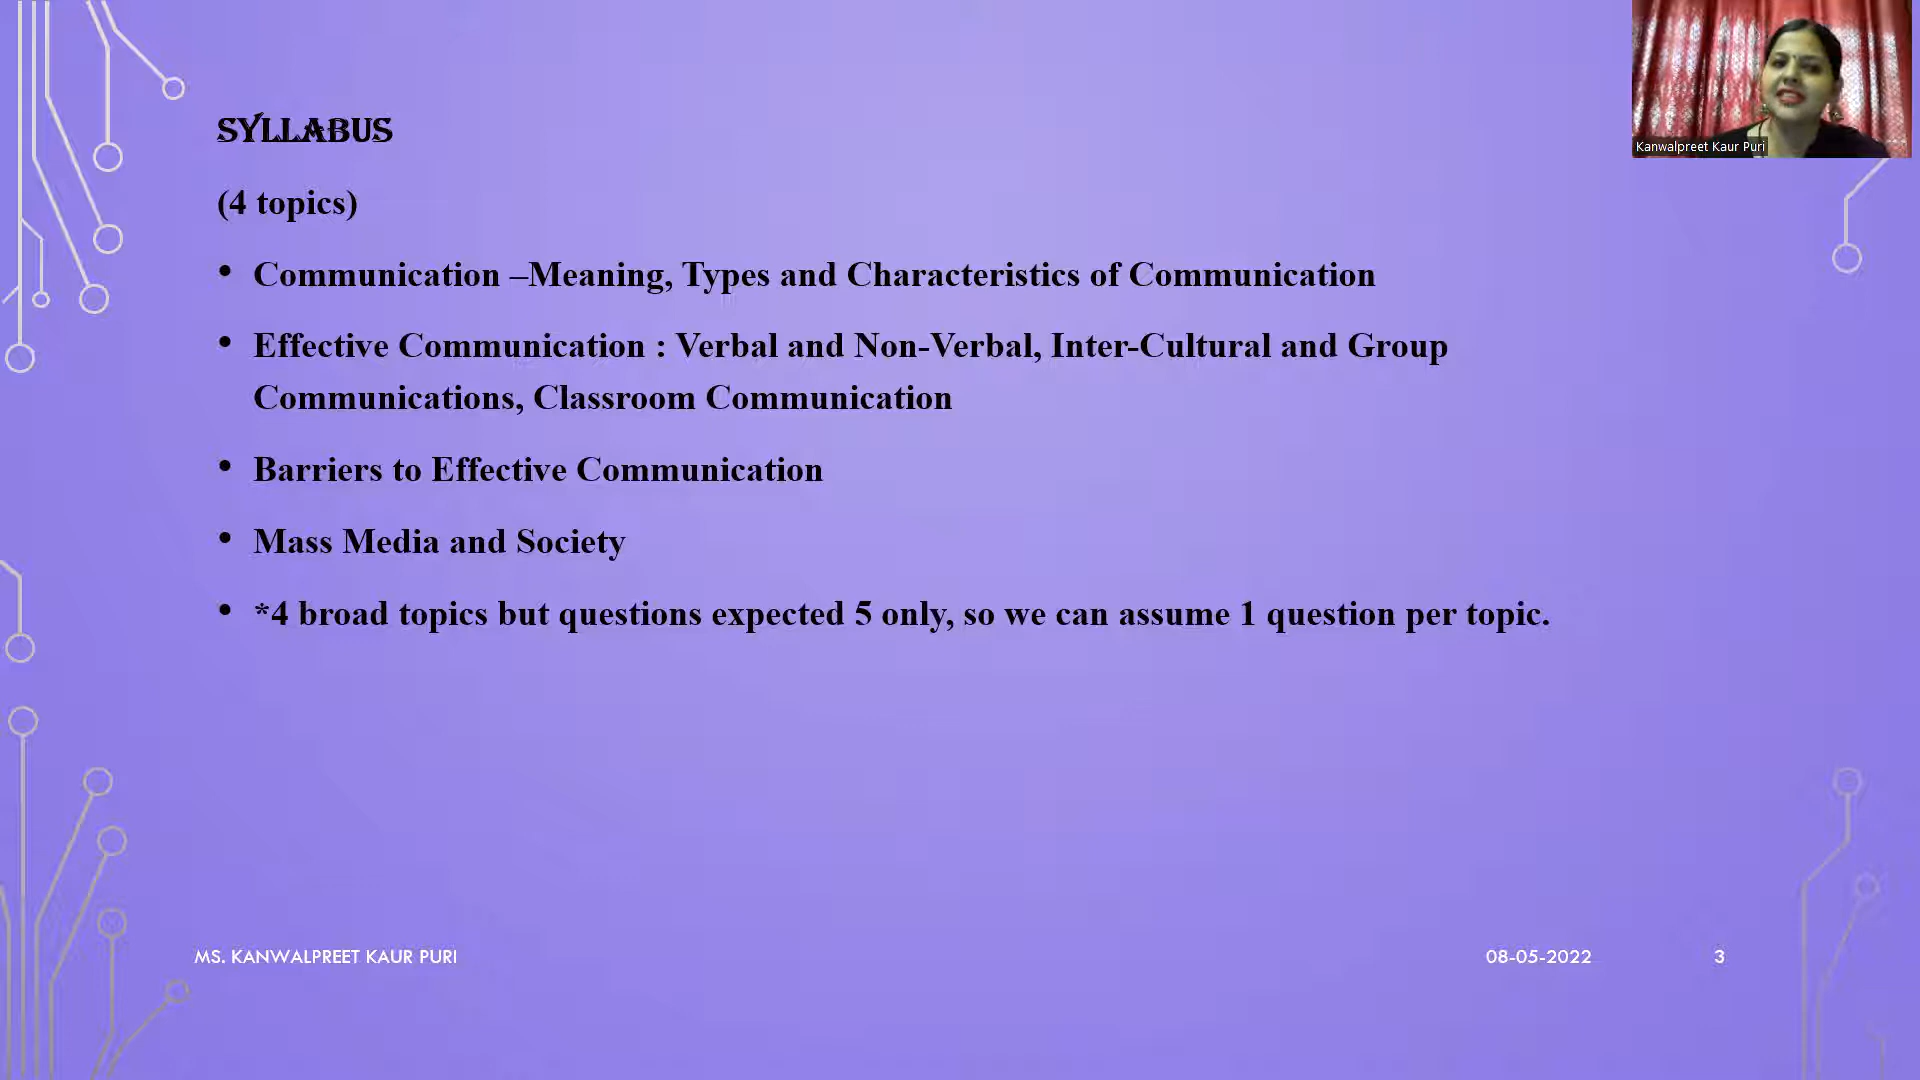 SYLLABUS
(4 topics)
• Communication –Meaning, Types and Characteristics of Communication
• Effective Communication : Verbal and Non-Verbal, Inter-Cultural and Group
Communications, Classroom Communication
• Barriers to Effective Communication
• Mass Media and Society
• *4 broad topics but questions expected 5 only, so we can assume 1 question per topic.
Kanwalpreet Kaur Puri
MS. KANWALPREET KAUR PURI
08-05-2022
3